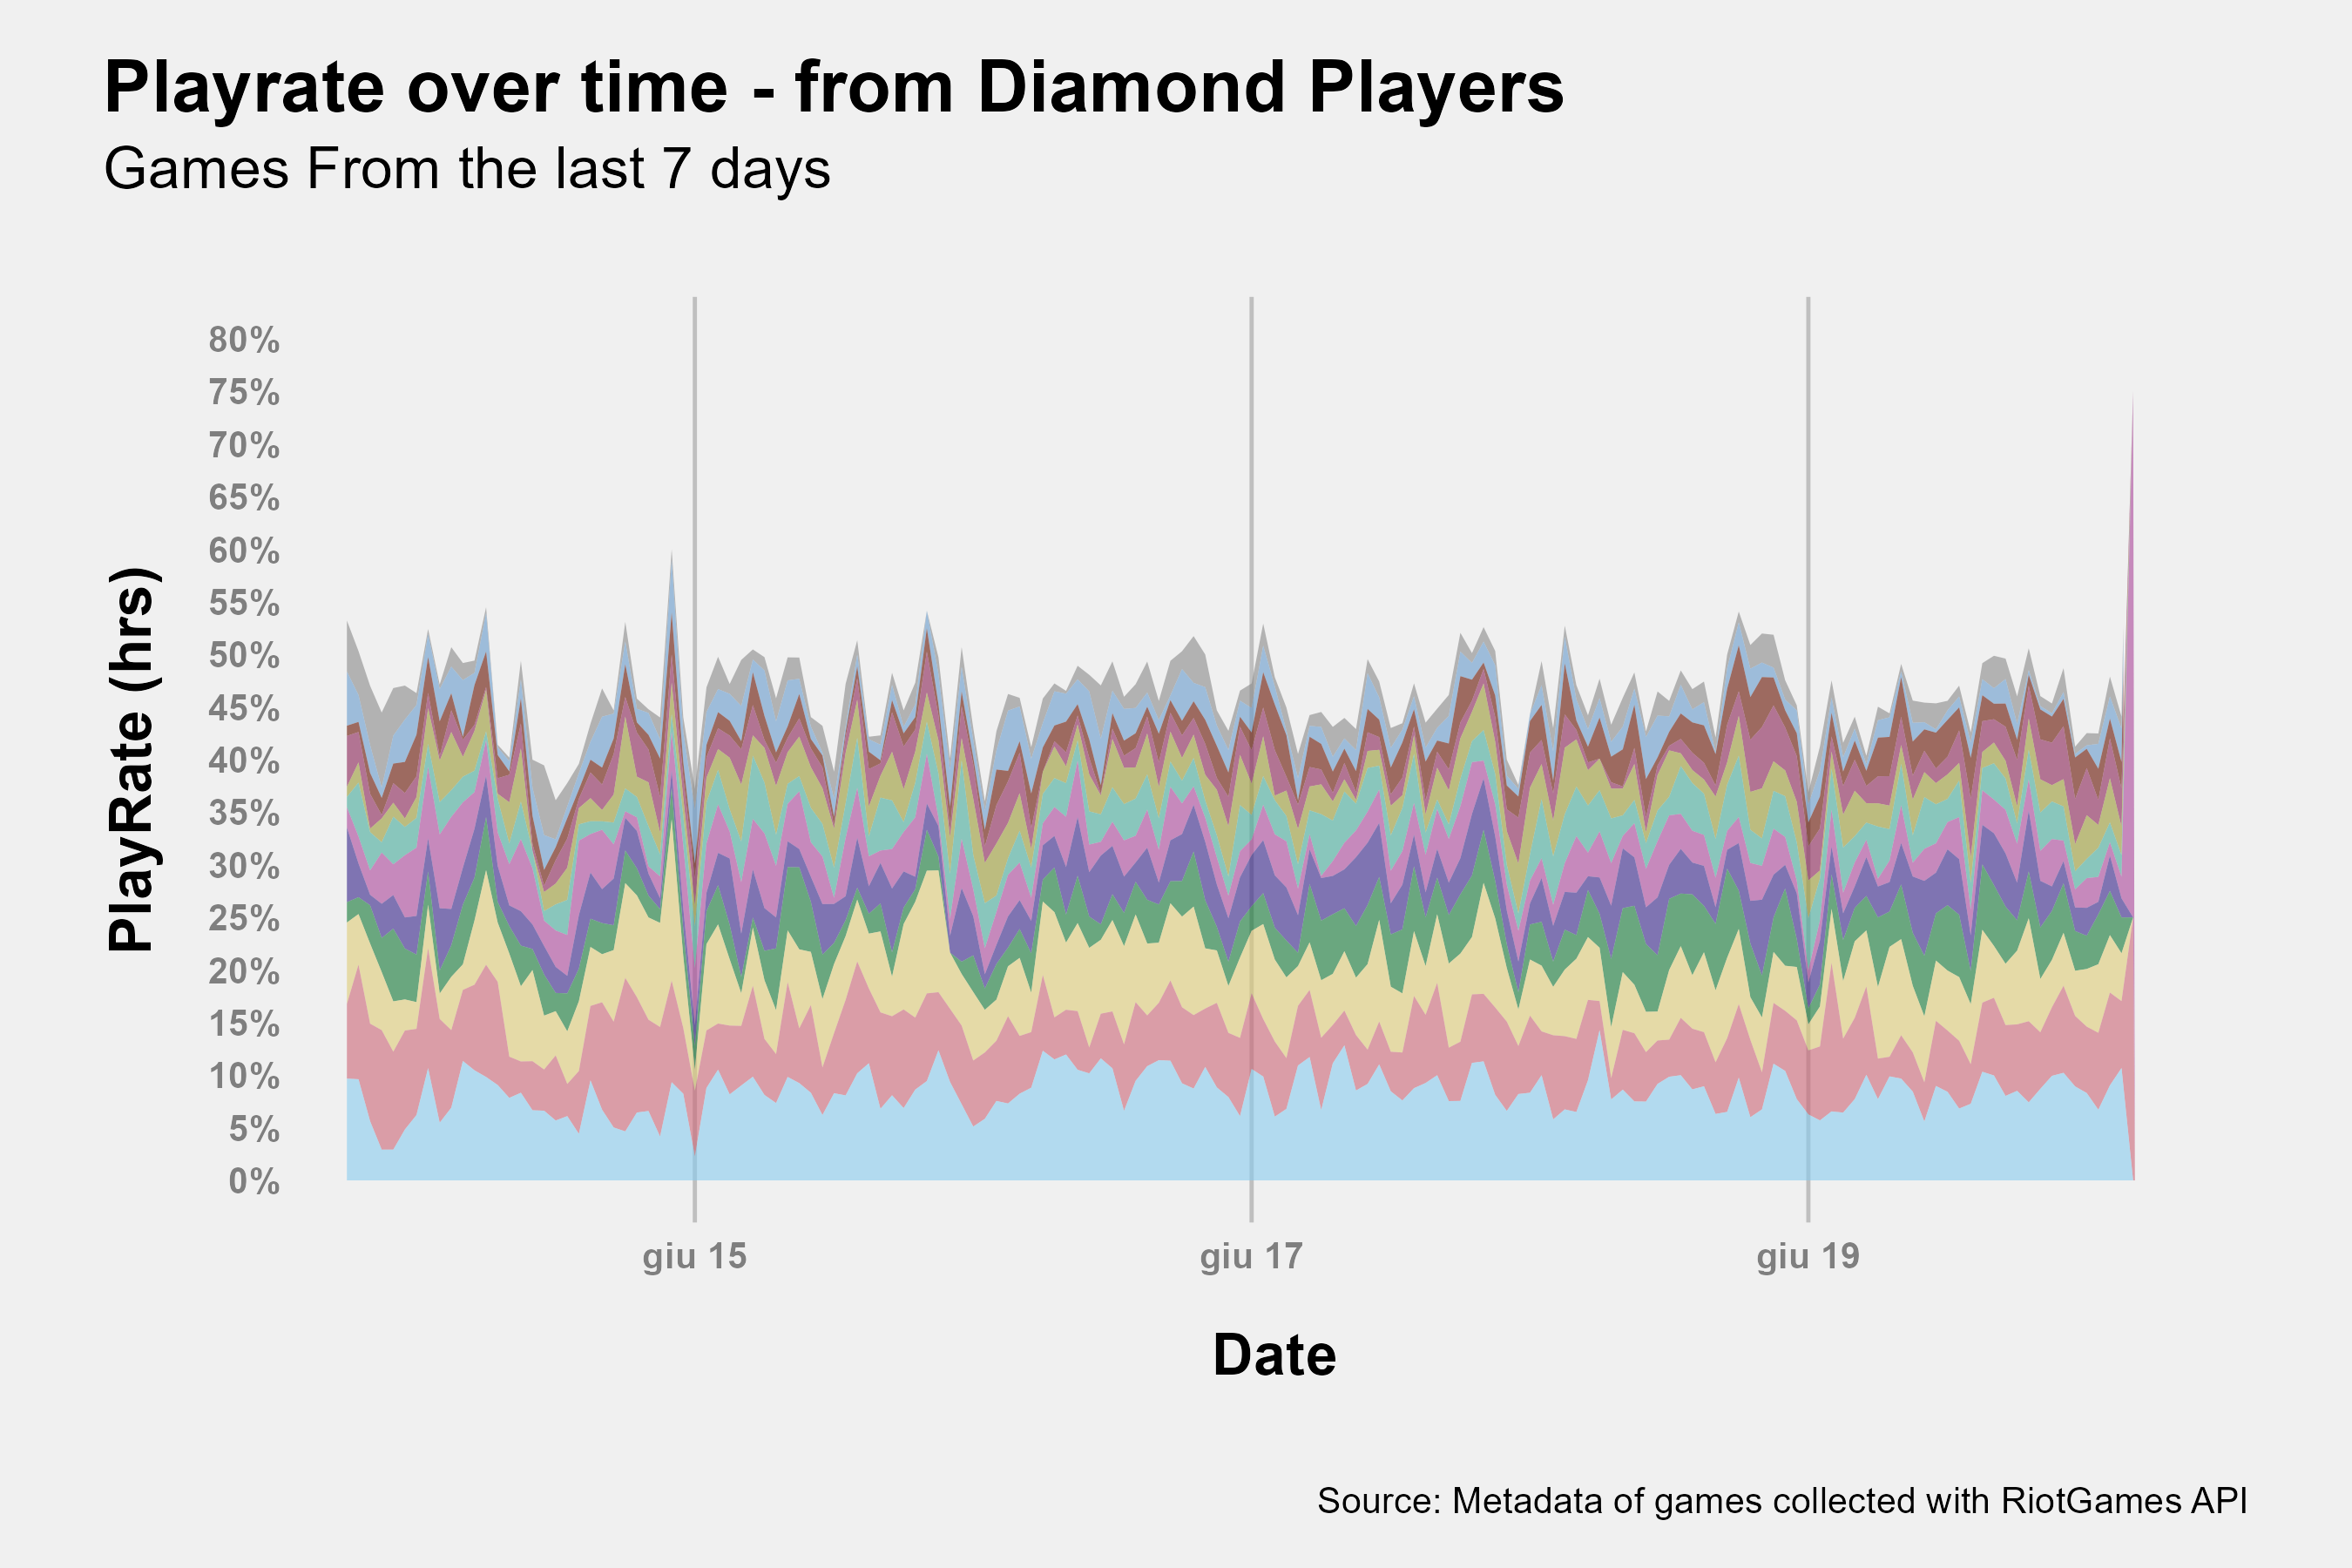 Playrate over time - from Diamond Players
Games From the last 7 days
PlayRate (hrs)
80%
75%
70%
65%
60%
55%
50%
45%
40%
35%
30%
25%
20%
15%
10%
5%
0%
giu 15
giu 17
giu 19
Date
Source: Metadata of games collected with RiotGames API